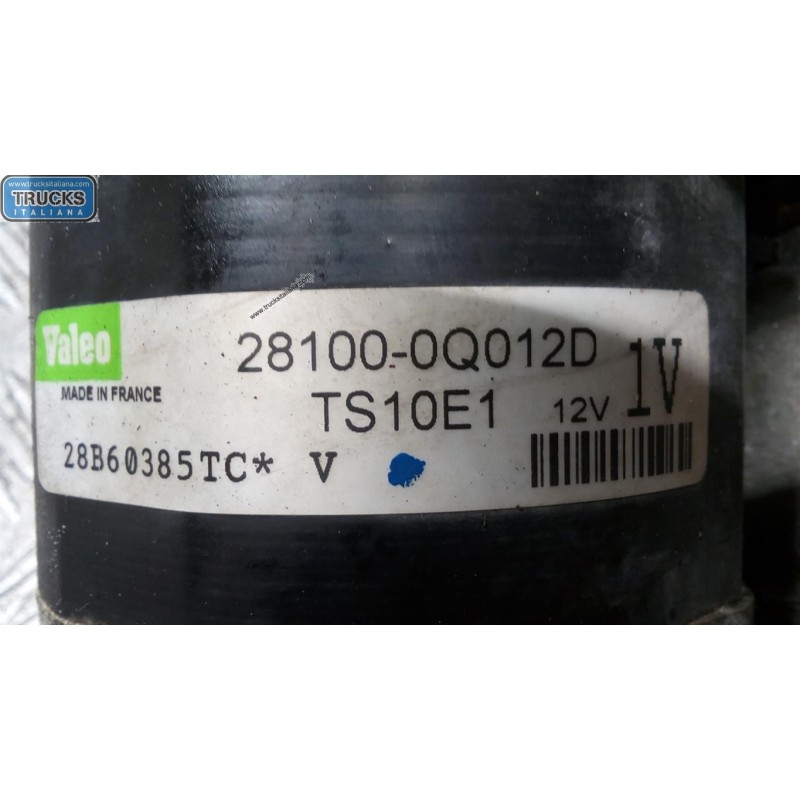 www.trucksitaliana.com
TRUCKS
ITALIANA
Valeo
MADE IN FRANCE
28100-0Q012D
TS10E1 12V 1V
28B60385TC* V